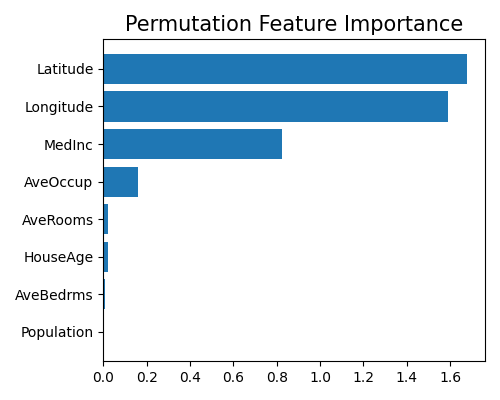 Permutation Feature Importance
Latitude
Longitude
MedInc
AveOccup
AveRooms
HouseAge
AveBedrms
Population
0.0 0.2 0.4 0.6 0.8 1.0 1.2 1.4 1.6